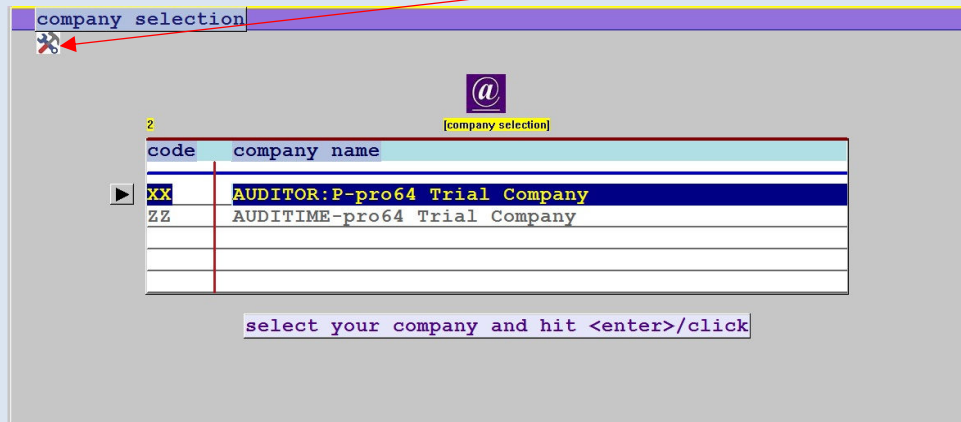 company selection
@
2 [company selection]
code company name
XX AUDITOR:P-pro64 Trial Company
ZZ AUDITIME-pro64 Trial Company
select your company and hit <enter>/click